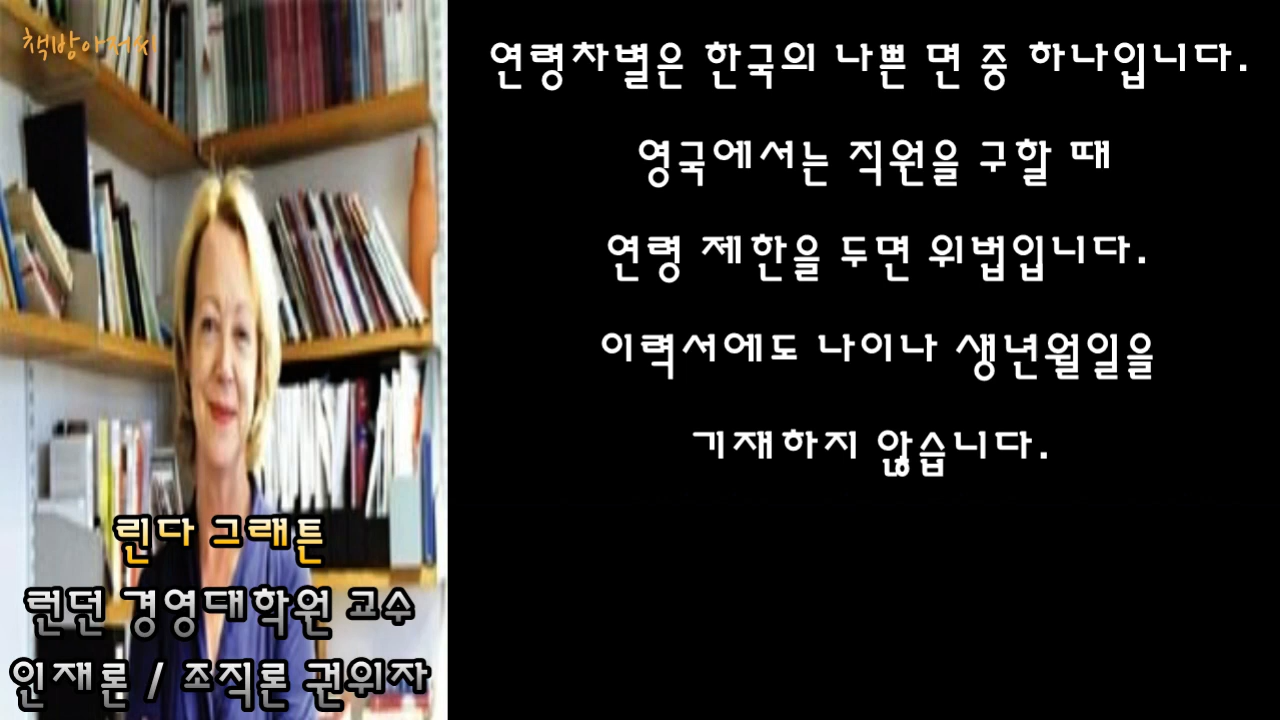 책방아저씨
연령차별은 한국의 나쁜 면 중 하나입니다.
영국에서는 직원을 구할 때
연령 제한을 두면 위법입니다.
이력서에도 나이나 생년월일을
기재하지 않습니다.
린다 그래튼
런던 경영대학원 교수
인재론 / 조직론 권위자